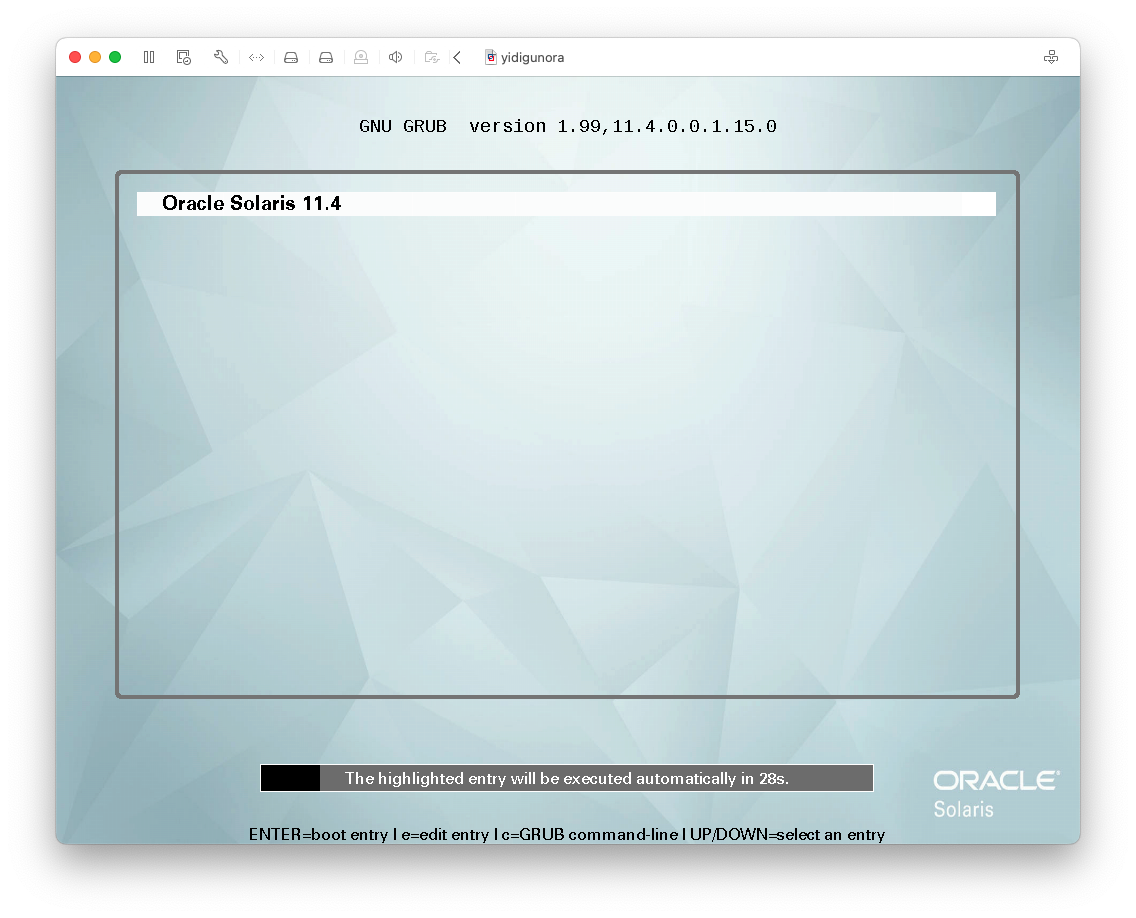 yidigunora
GNU GRUB  version 1.99,11.4.0.0.1.15.0
Oracle Solaris 11.4
The highlighted entry will be executed automatically in 28s.
ORACLE
Solaris
ENTER=boot entry | e=edit entry | c=GRUB command-line | UP/DOWN=select an entry